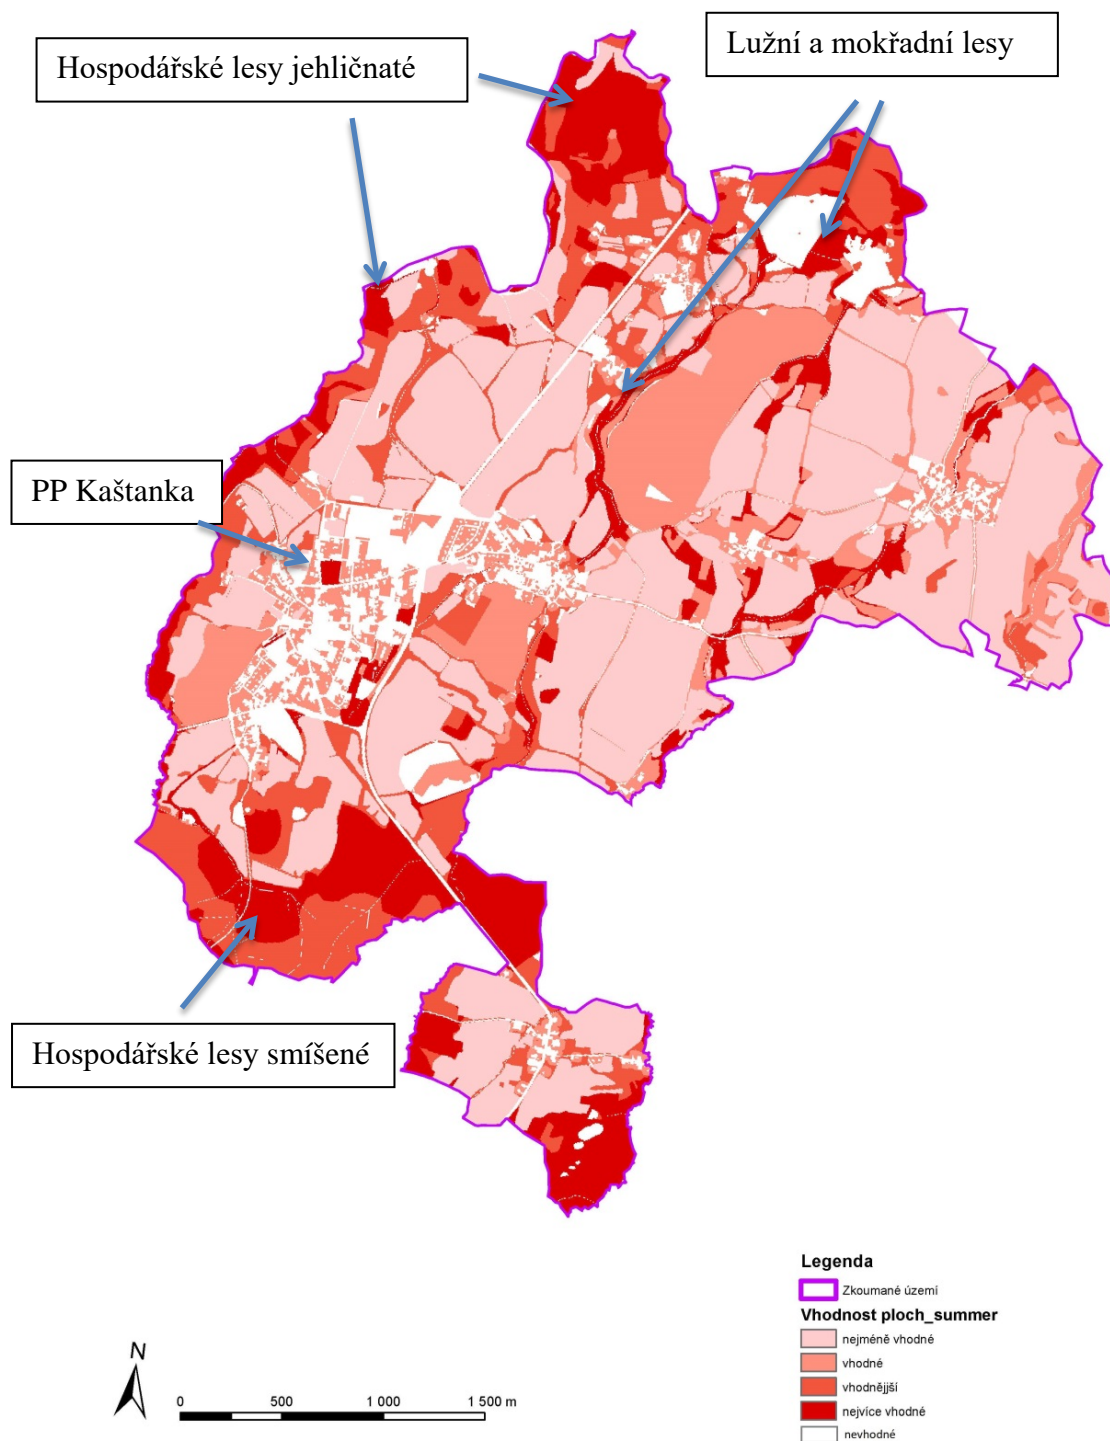 Lužní a mokřadní lesy
Hospodářské lesy jehličnaté
PP Kaštanka
Hospodářské lesy smíšené
Legenda
Zkoumané území
Vhodnost ploch_summer
nejméně vhodné
vhodné
vhodnějjší
nejvíce vhodné
nevhodné
N
0 500 1 000 1 500 m